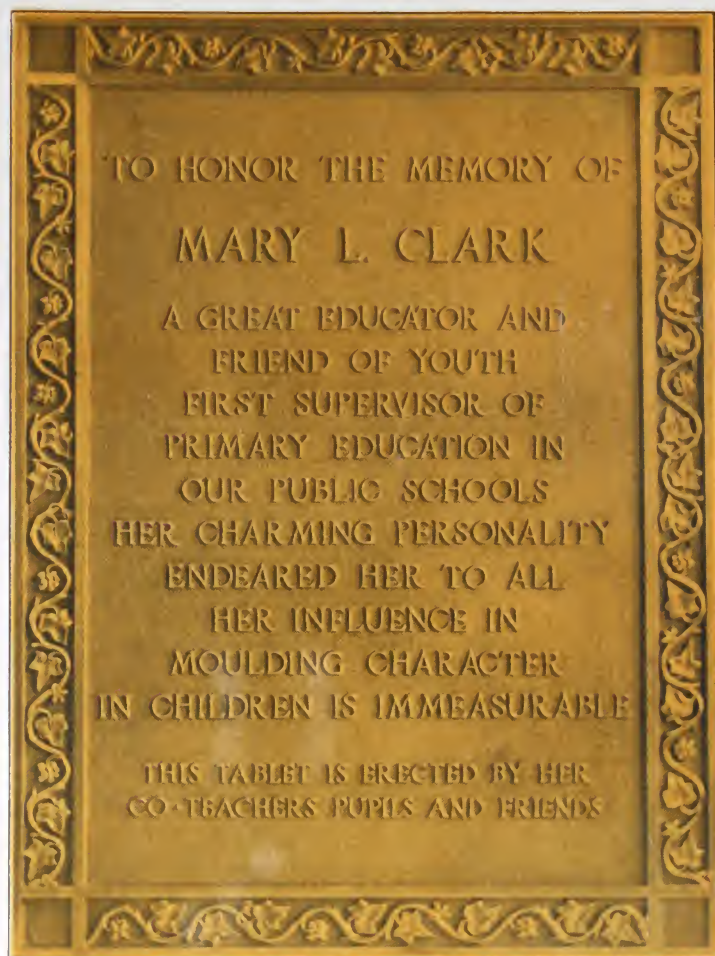 TO HONOR THE MEMORY OF
MARY L. CLARK
A GREAT EDUCATOR AND
FRIEND OF YOUTH
FIRST SUPERVISOR OF
PRIMARY EDUCATION IN
OUR PUBLIC SCHOOLS
HER CHARMING PERSONALITY
ENDEARED HER TO ALL
HER INFLUENCE IN
MOULDING CHARACTER
IN CHILDREN IS IMMEASURABLE
THIS TABLET IS ERECTED BY HER
CO-TEACHERS PUPILS AND FRIENDS